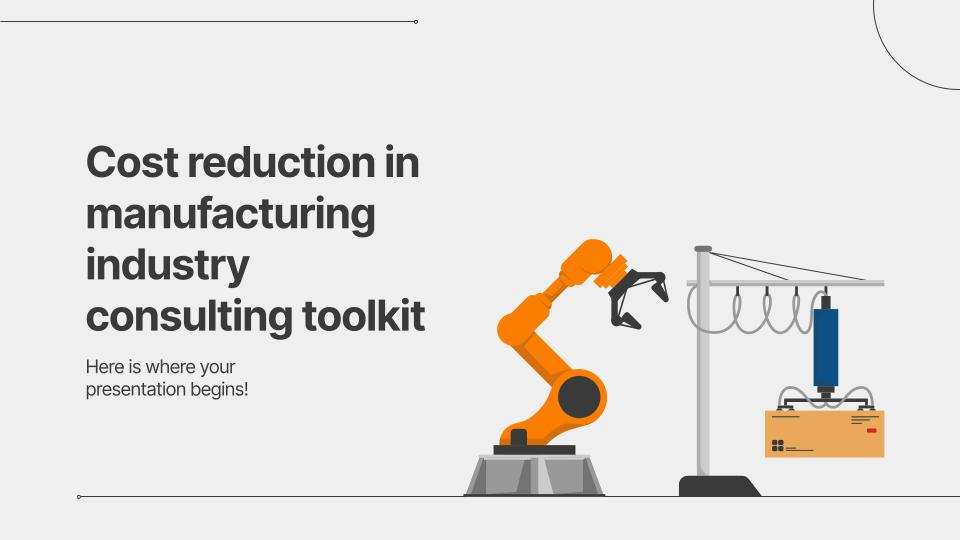 Cost reduction in
manufacturing
industry
consulting toolkit
Here is where your
presentation begins!